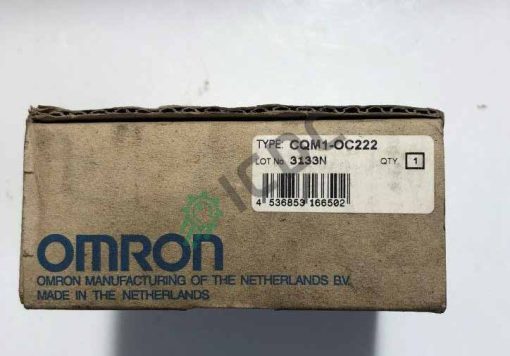 TYPE: CQM1-OC222
LOT No. 3133N QTY. 1
4 536853 166502
ICDC
OMRON
OMRON MANUFACTURING OF THE NETHERLANDS B.V.
MADE IN THE NETHERLANDS